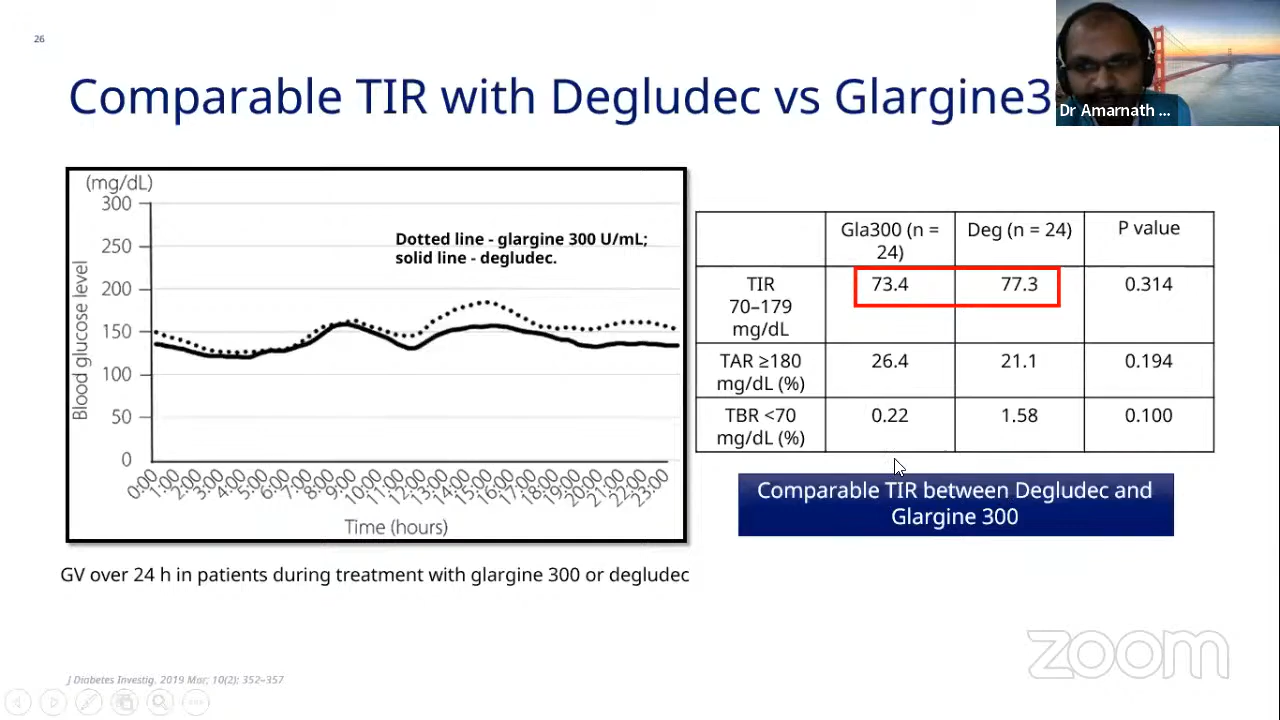 26
Comparable TIR with Degludec vs Glargine3
Dr Amarnath ...
(mg/dL)
300
250
200
150
100
50
0
Blood glucose level
Dotted line - glargine 300 U/mL;
solid line - degludec.
0:00 1:00 2:00 3:00 4:00 5:00 6:00 7:00 8:00 9:00 10:00 11:00 12:00 13:00 14:00 15:00 16:00 17:00 18:00 19:00 20:00 21:00 22:00 23:00
Time (hours)
GV over 24 h in patients during treatment with glargine 300 or degludec
Gla300 (n =
24)
Deg (n = 24)
P value
TIR
70–179
mg/dL
73.4
77.3
0.314
TAR ≥180
mg/dL (%)
26.4
21.1
0.194
TBR <70
mg/dL (%)
0.22
1.58
0.100
Comparable TIR between Degludec and
Glargine 300
J Diabetes Investig. 2019 Mar; 10(2): 352–357
zoom